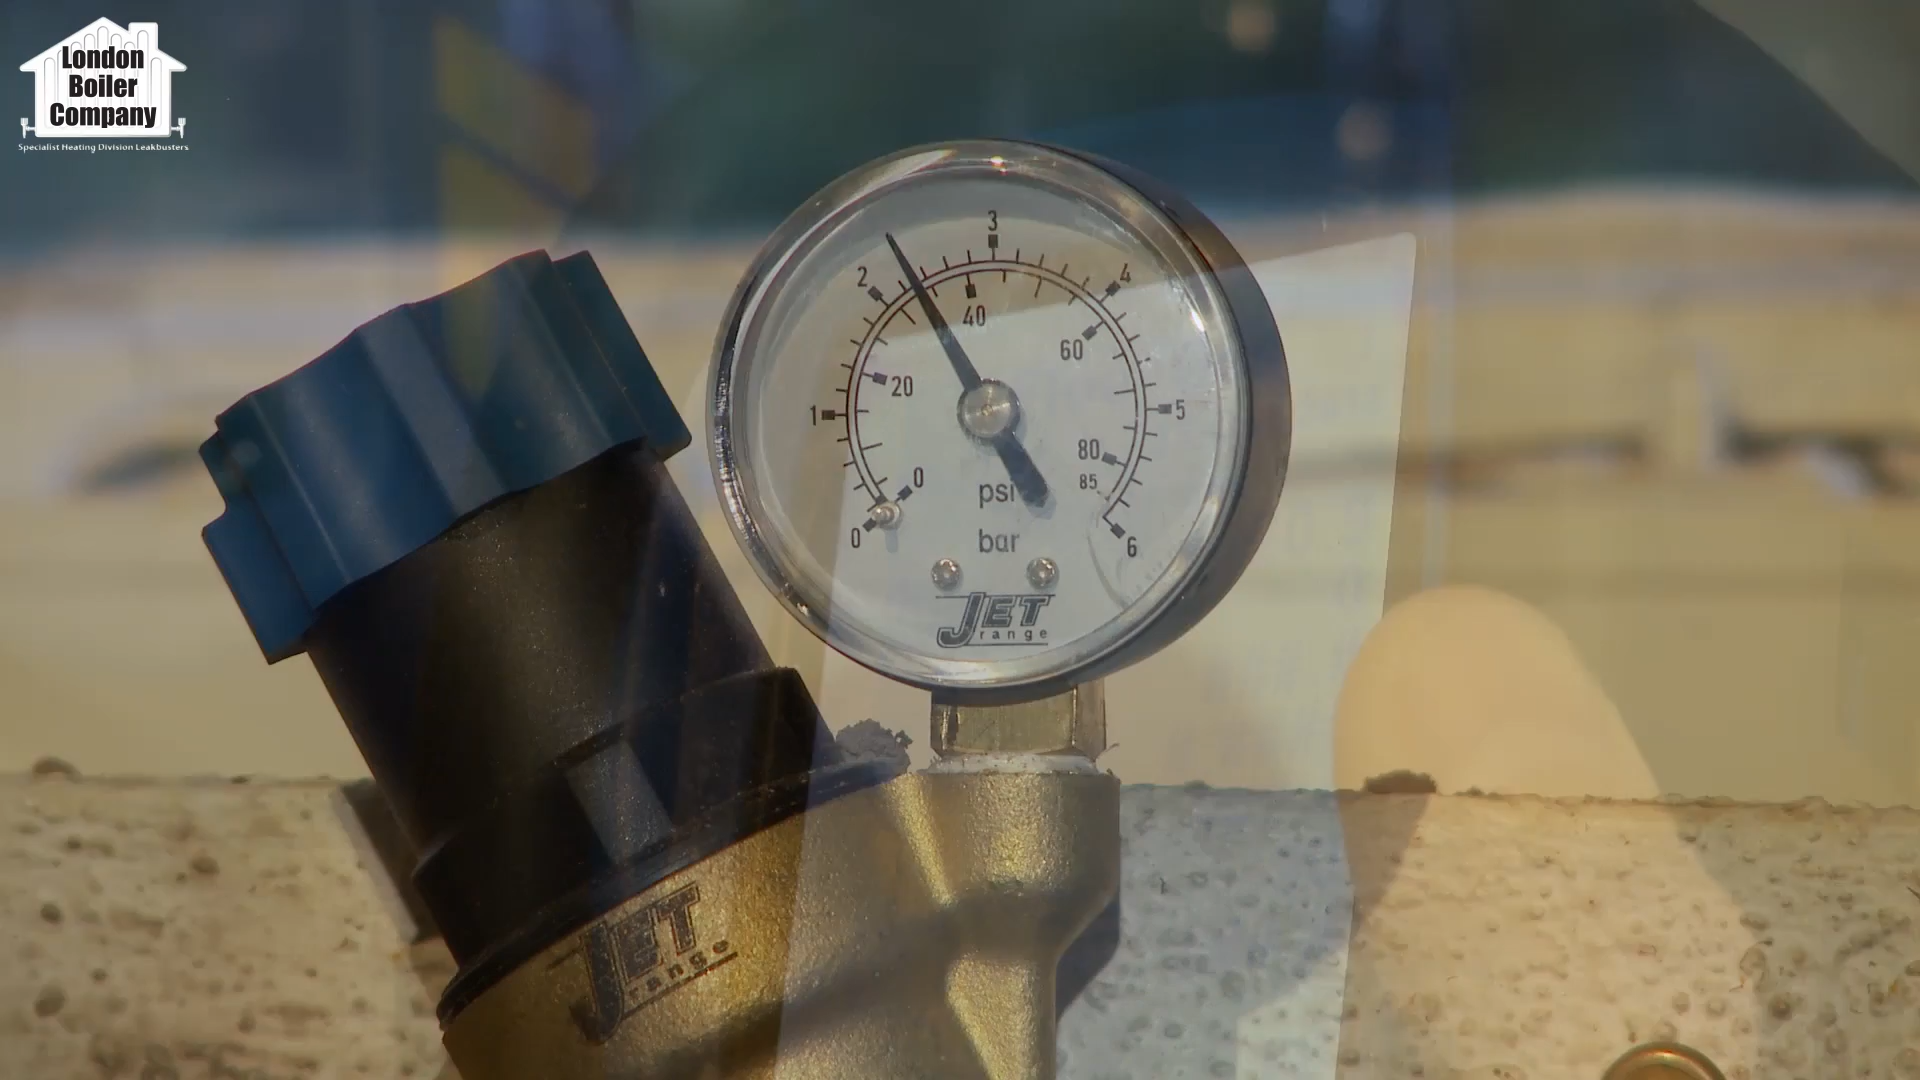 London
Boiler
Company
Specialist Heating Division Leakbusters
3
2
4
40
60
20
1
5
80
0
85
psi
0
bar
6
JET
range
JET
range